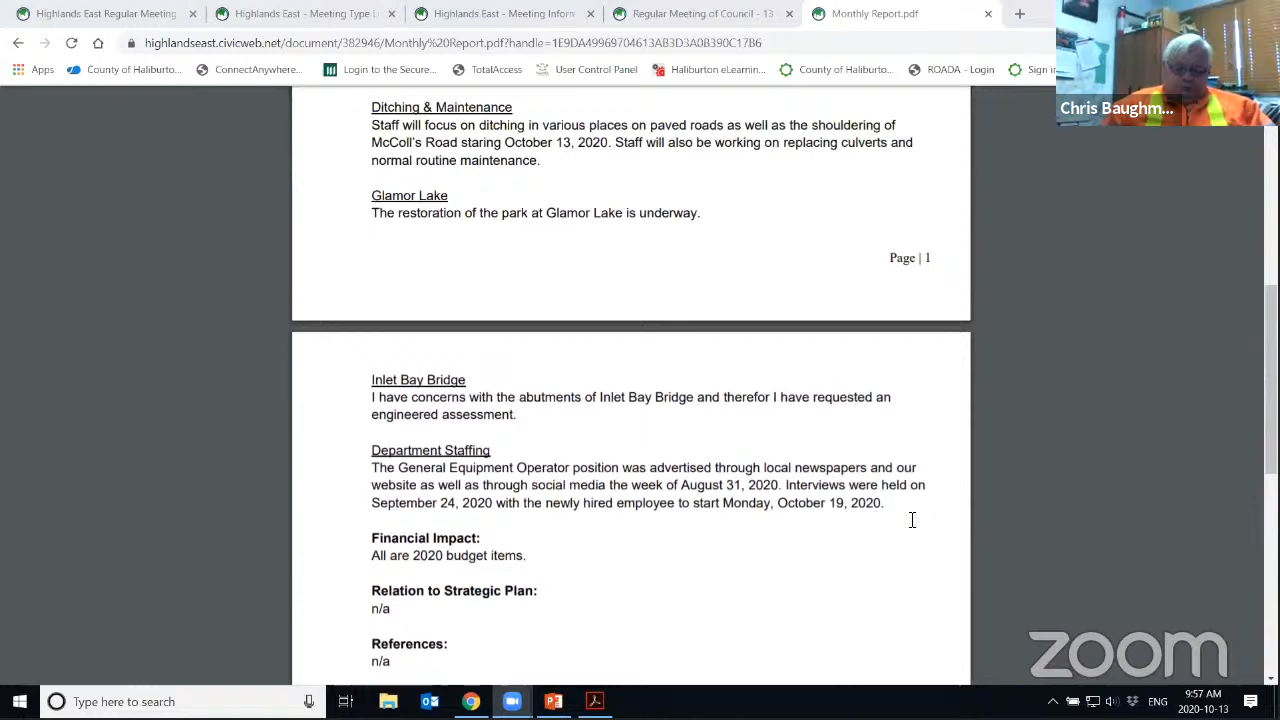 Highlands East Regular Meeting
Highlands East - Meeting Type L
Highlands East - Meeting Inform
Regular Meeting of Council - 13
Monthly Report.pdf
highlandseast.civicweb.net/document/382946/Monthly%20Report.pdf?handle=1E9DA49969704613AB3D3A0B390C17B6
Apps
County of Haliburto...
ConnectAnywhere...
Login to the Secure...
TotalAccess
User Control Panel
Haliburton eLearnin...
County of Haliburto...
ROADA - Login
Sign i
Chris Baughm...
Ditching & Maintenance
Staff will focus on ditching in various places on paved roads as well as the shouldering of
McColl's Road staring October 13, 2020. Staff will also be working on replacing culverts and
normal routine maintenance.
Glamor Lake
The restoration of the park at Glamor Lake is underway.
Page | 1
Inlet Bay Bridge
I have concerns with the abutments of Inlet Bay Bridge and therefor I have requested an
engineered assessment.
Department Staffing
The General Equipment Operator position was advertised through local newspapers and our
website as well as through social media the week of August 31, 2020. Interviews were held on
September 24, 2020 with the newly hired employee to start Monday, October 19, 2020.
Financial Impact:
All are 2020 budget items.
Relation to Strategic Plan:
n/a
References:
n/a
zoom
Type here to search
ENG
9:57 AM
2020-10-13